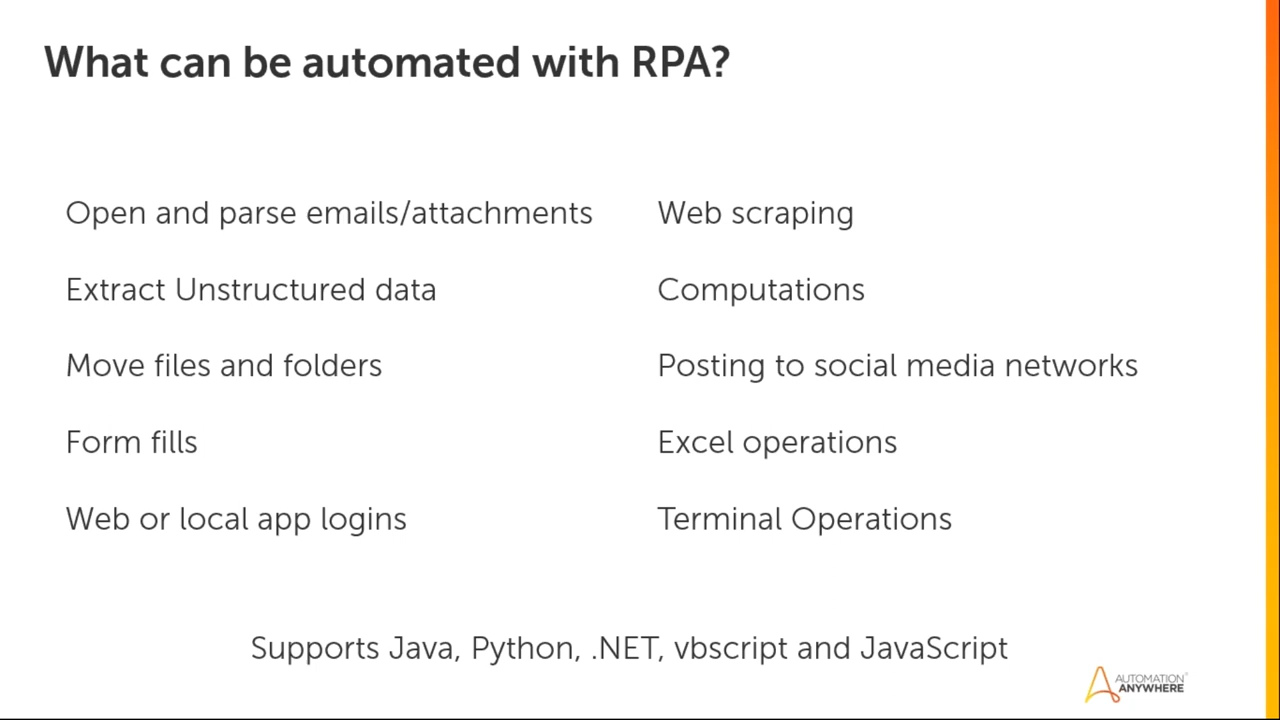 What can be automated with RPA?
Open and parse emails/attachments
Extract Unstructured data
Move files and folders
Form fills
Web or local app logins
Web scraping
Computations
Posting to social media networks
Excel operations
Terminal Operations
Supports Java, Python, .NET, vbscript and JavaScript
AUTOMATION
ANYWHERE